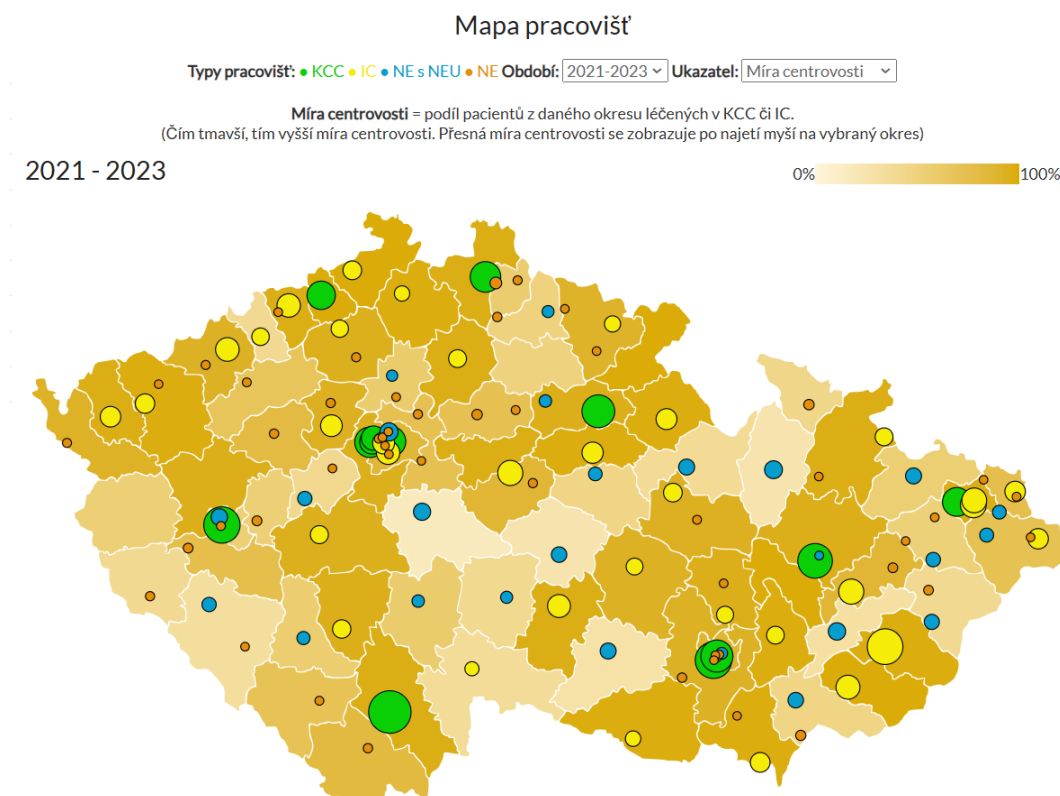 Mapa pracovišť
Typy pracovišť: • KCC • IC • NE s NEU • NE Období: 2021-2023 Ukazatel: Míra centrovosti
Míra centrovosti = podíl pacientů z daného okresu léčených v KCC či IC.
(Čím tmavší, tím vyšší míra centrovosti. Přesná míra centrovosti se zobrazuje po najetí myší na vybraný okres)
2021 - 2023
0% 100%